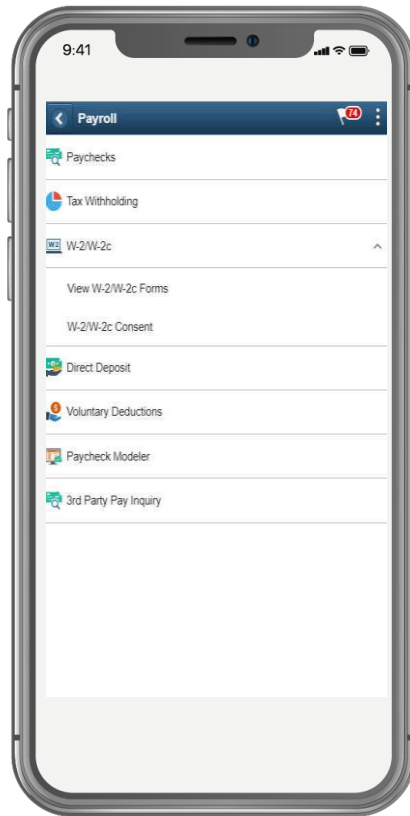 9:41
Payroll
74
Paychecks
Tax Withholding
W2
W-2/W-2c
View W-2/W-2c Forms
W-2/W-2c Consent
Direct Deposit
Voluntary Deductions
Paycheck Modeler
3rd Party Pay Inquiry